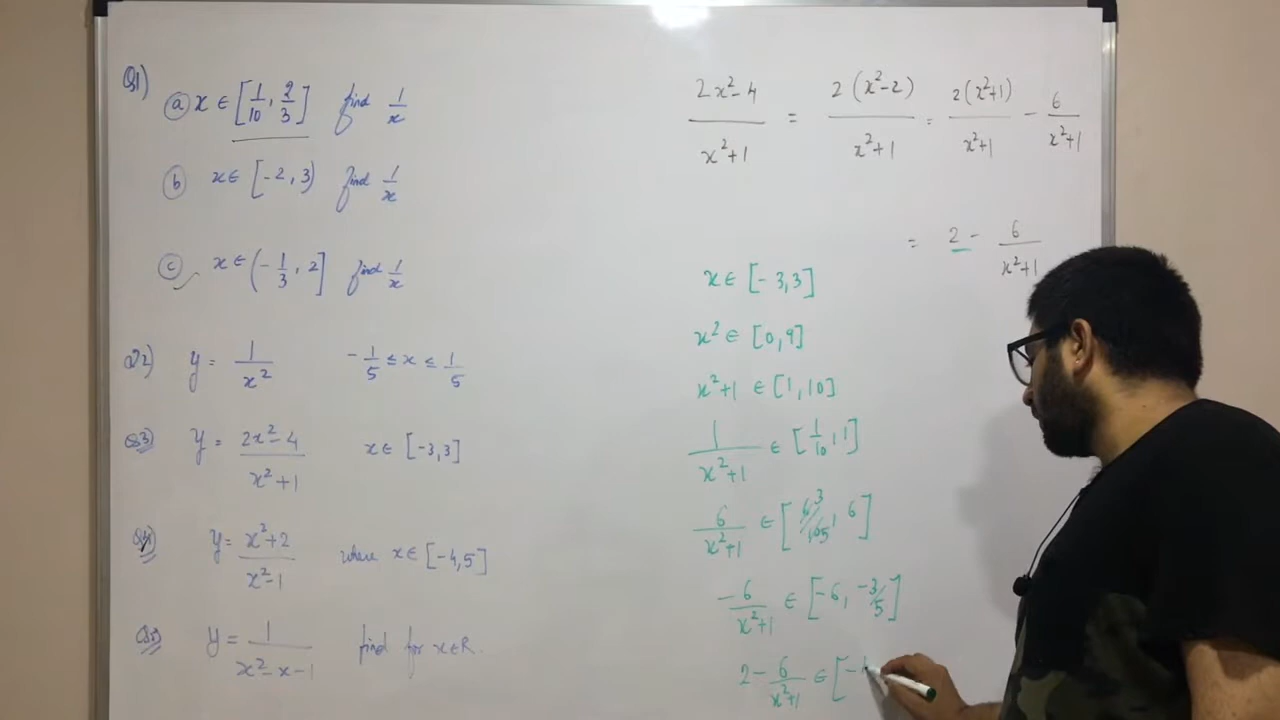 Q1) ⓐ x ∈ [1/10, 2/3] find 1/x
ⓑ x ∈ [-2, 3) find 1/x
ⓒ x ∈ (-1/3, 2] find 1/x
Q2) y = 1/x² -1/5 ≤ x ≤ 1/5
Q3) y = (2x²-4)/(x²+1) x ∈ [-3,3]
Q4) y = (x²+2)/(x²-1) where x ∈ [-4,5]
y = 1/(x²-x-1) find for x∈R.
(2x²-4)/(x²+1) = 2(x²-2)/(x²+1) = 2(x²+1)/(x²+1) - 6/(x²+1)
= 2 - 6/(x²+1)
x ∈ [-3,3]
x² ∈ [0,9]
x²+1 ∈ [1,10]
1/(x²+1) ∈ [1/10, 1]
6/(x²+1) ∈ [6 3/10 5, 6]
-6/(x²+1) ∈ [-6, -3/5]
2 - 6/(x²+1) ∈ [-